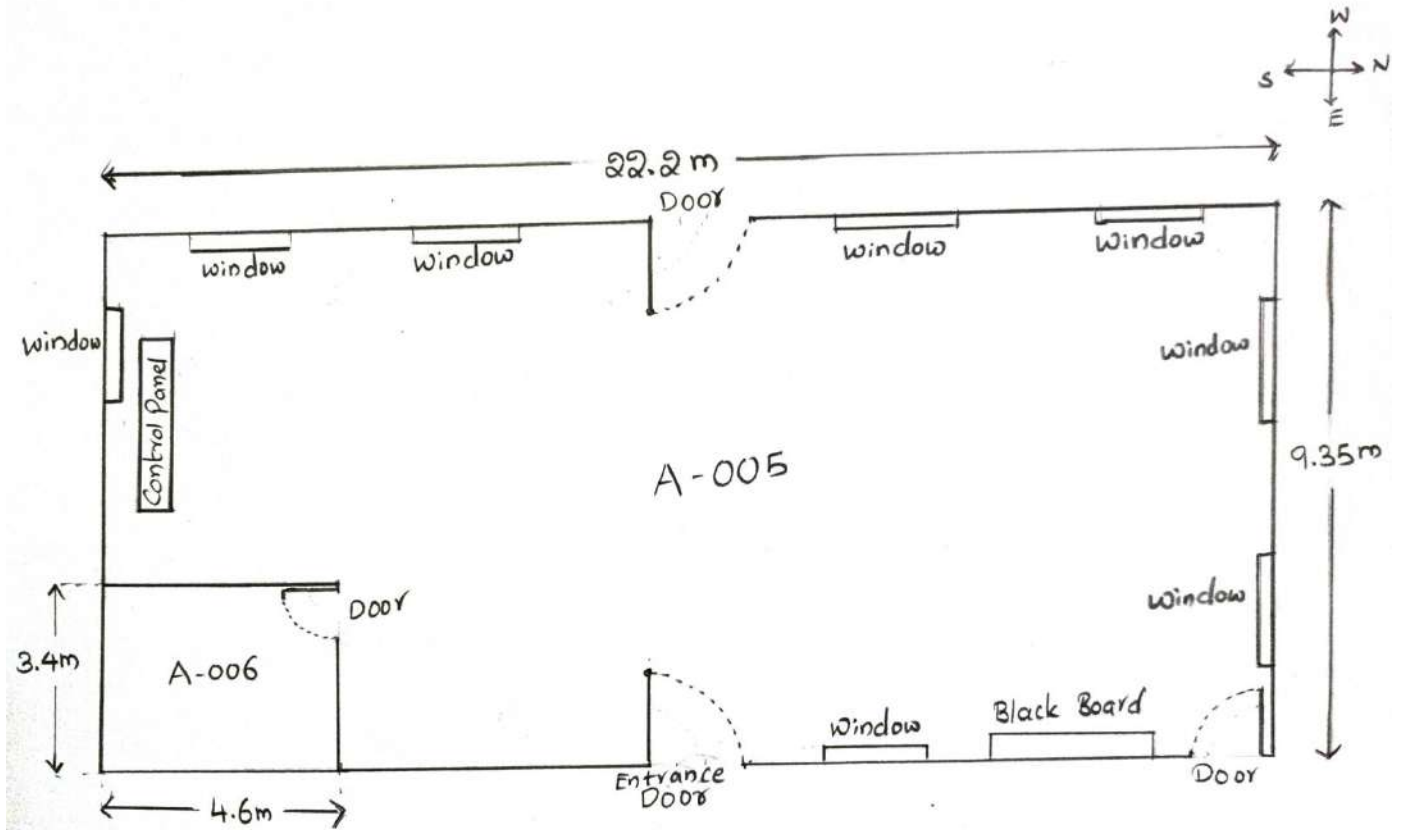 W
S N
E
22.2 m
Door
window
Window
window
Window
Window
Control Panel
Window
A-005
9.35m
Door
3.4m
A-006
Window
Window
Black Board
Entrance
Door
Door
4.6m